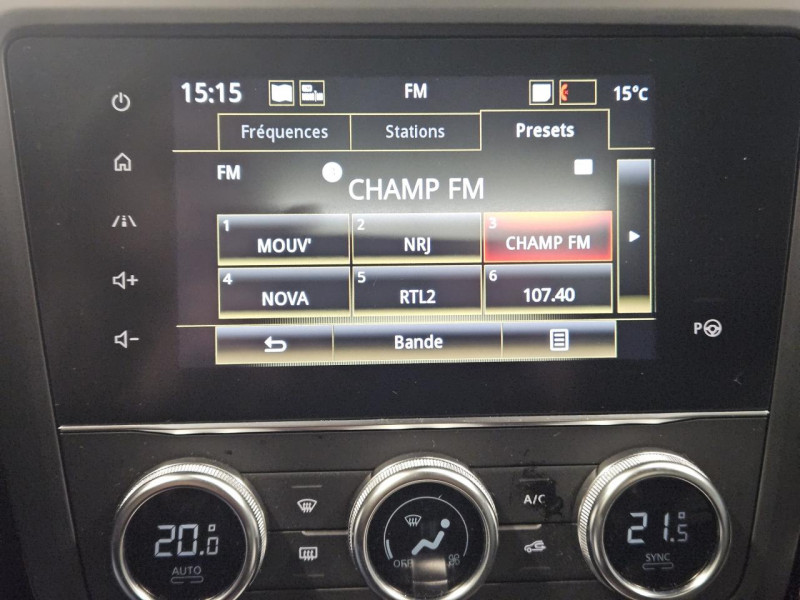 15:15 FM 15°C
Fréquences Stations Presets
FM
CHAMP FM
1 MOUV' 2 NRJ 3 CHAMP FM
4 NOVA 5 RTL2 6 107.40
Bande
P
A/C
20.0 21.5
AUTO OFF SYNC